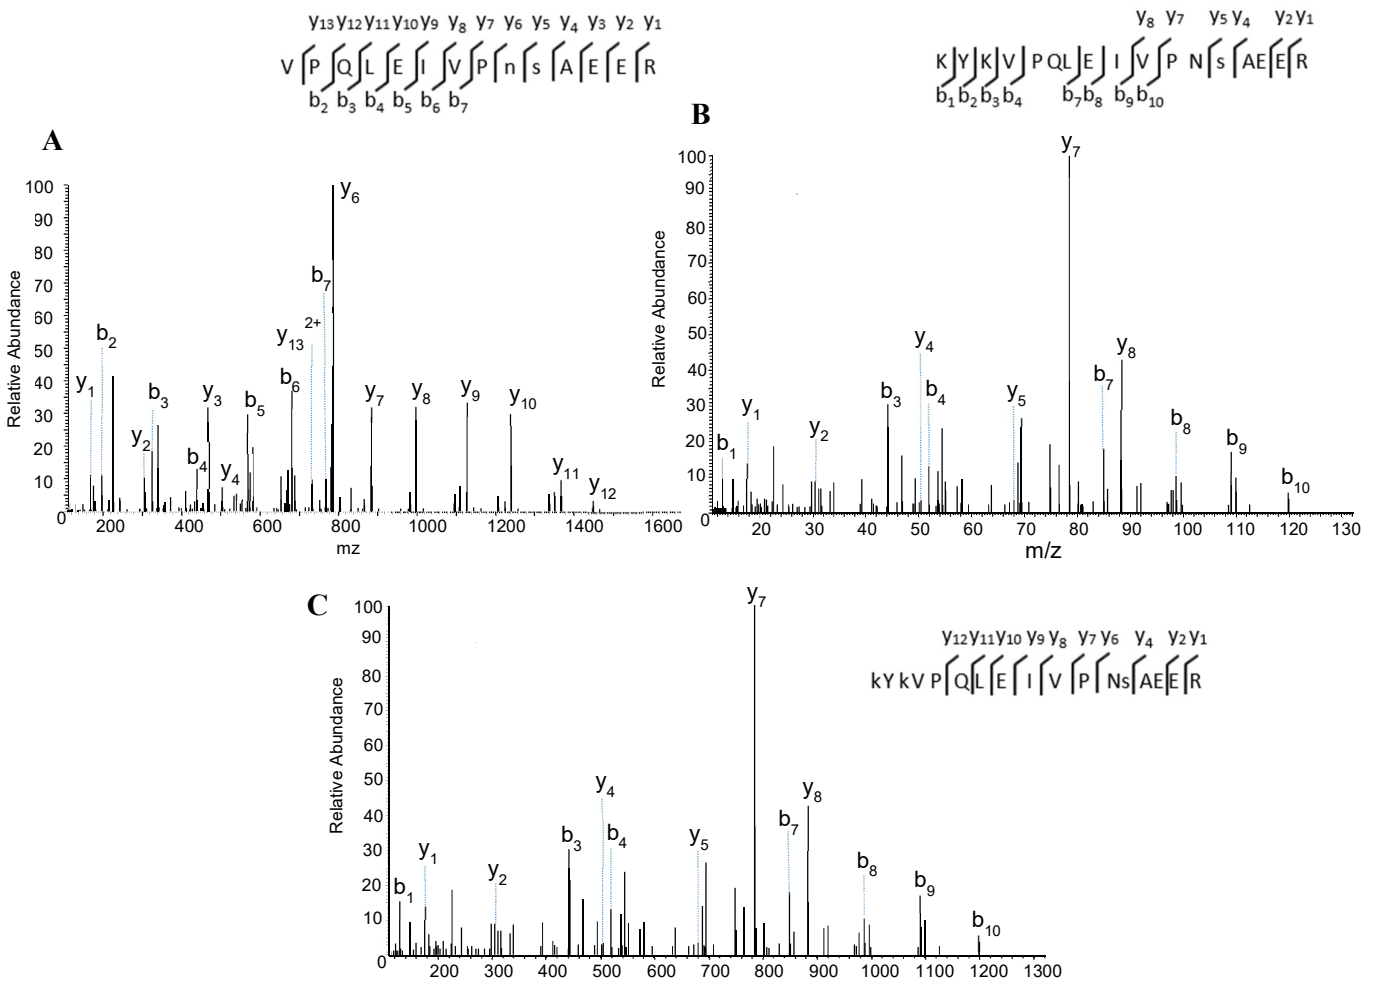 y13 y12 y11 y10 y9 y8 y7 y6 y5 y4 y3 y2 y1
V P Q L E I V P n s A E E R
b2 b3 b4 b5 b6 b7
y8 y7 y5 y4 y2 y1
K Y K V P QL E I V P N s AE E R
b1 b2 b3 b4 b7 b8 b9 b10
A
Relative Abundance
100
90
80
70
60
50
40
30
20
10
0
y1
b2
y2
b3
b4
y3
y4
b5
b6
y13 2+
b7
y6
y7
y8
y9
y10
y11
y12
200 400 600 800 1000 1200 1400 1600
mz
B
Relative Abundance
100
90
80
70
60
50
40
30
20
10
0
b1
y1
y2
b3
y4
b4
y5
y7
b7
y8
b8
b9
b10
20 30 40 50 60 70 80 90 100 110 120 130
m/z
C
Relative Abundance
100
90
80
70
60
50
40
30
20
10
0
b1
y1
y2
b3
y4
b4
y5
y7
b7
y8
b8
b9
b10
200 300 400 500 600 700 800 900 1000 1100 1200 1300
y12 y11 y10 y9 y8 y7 y6 y4 y2 y1
kY kV P Q L E I V P Ns AE E R